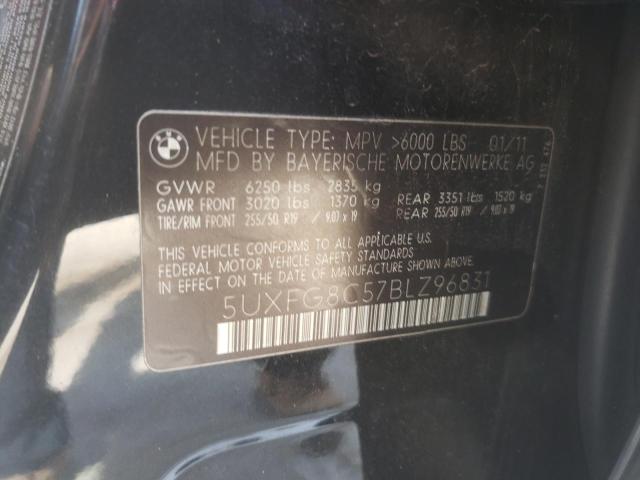 BMW
VEHICLE TYPE: MPV >6000 LBS 01/11
MFD BY BAYERISCHE MOTORENWERKE AG
GVWR 6250 lbs 2835 kg
GAWR FRONT 3020 lbs 1370 kg REAR 3351 lbs 1520 kg
TIRE/RIM FRONT 255/50 R19 / 9.0J x 19 REAR 255/50 R19 / 9.0J x 19
THIS VEHICLE CONFORMS TO ALL APPLICABLE U.S.
FEDERAL MOTOR VEHICLE SAFETY STANDARDS
IN EFFECT ON THE DATE OF MANUFACTURE SHOWN ABOVE.
5UXFG8C57BLZ96831